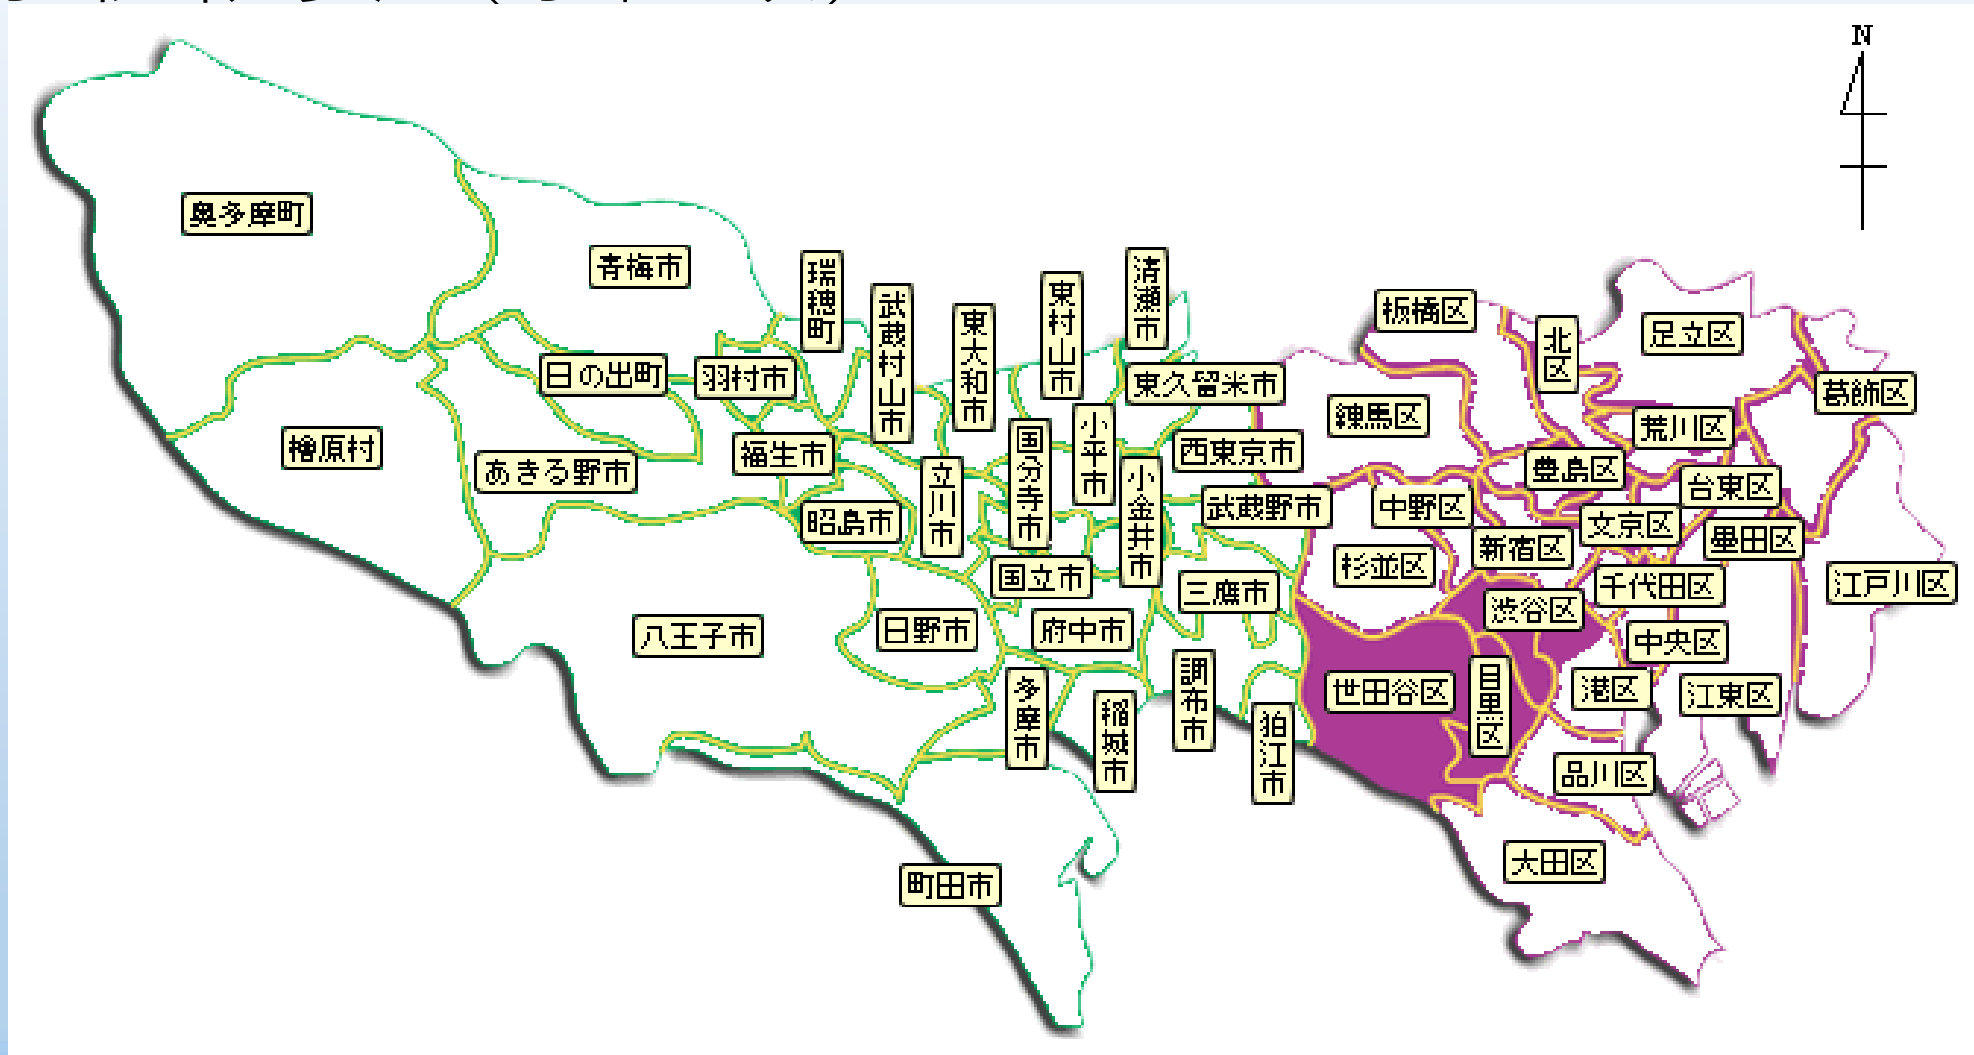 N
奥多摩町
青梅市
瑞穂町
武蔵村山市
東大和市
東村山市
清瀬市
板橋区
北区
足立区
日の出町
羽村市
東久留米市
葛飾区
練馬区
荒川区
檜原村
あきる野市
福生市
立川市
国分寺市
小平市
小金井市
西東京市
豊島区
台東区
昭島市
武蔵野市
中野区
文京区
墨田区
新宿区
国立市
三鷹市
杉並区
千代田区
江戸川区
渋谷区
八王子市
日野市
府中市
中央区
世田谷区
目黒区
港区
江東区
多摩市
稲城市
調布市
狛江市
品川区
大田区
町田市